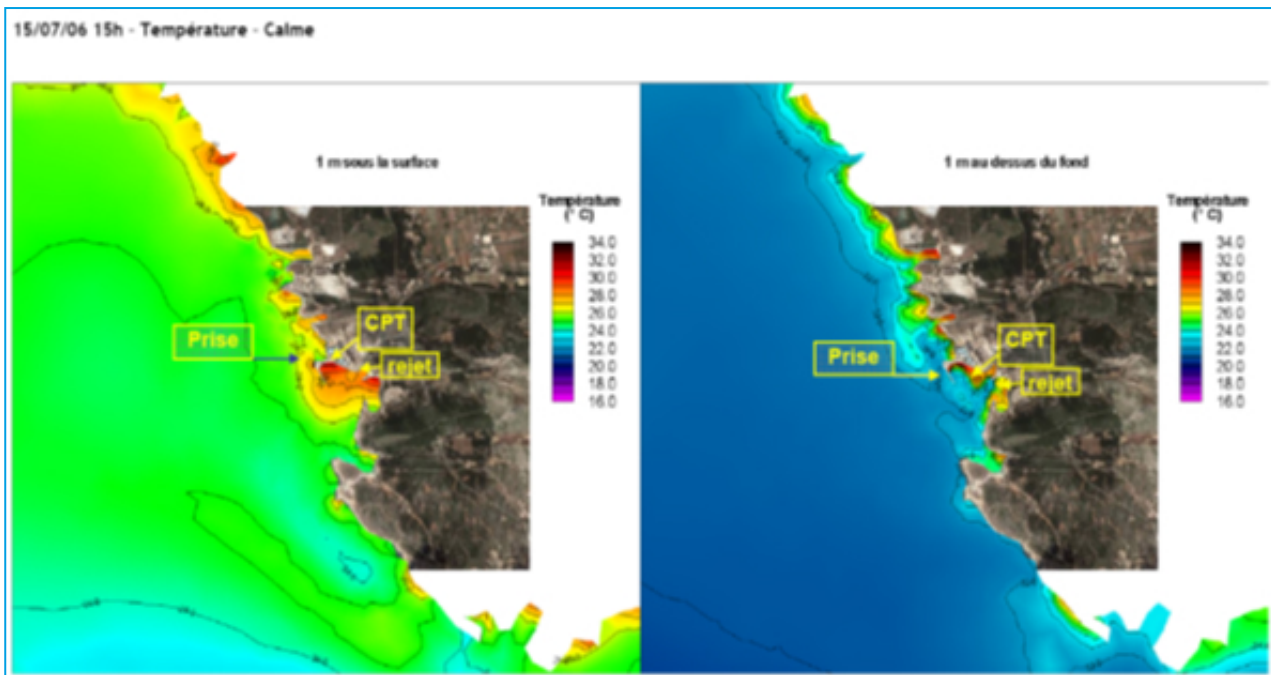 15/07/06 15h - Température - Calme
1 m sous la surface
Température
(° C)
34.0
32.0
30.0
28.0
26.0
24.0
22.0
20.0
18.0
16.0
Prise
CPT
rejet
1 m au dessus du fond
Température
(° C)
34.0
32.0
30.0
28.0
26.0
24.0
22.0
20.0
18.0
16.0
Prise
CPT
rejet